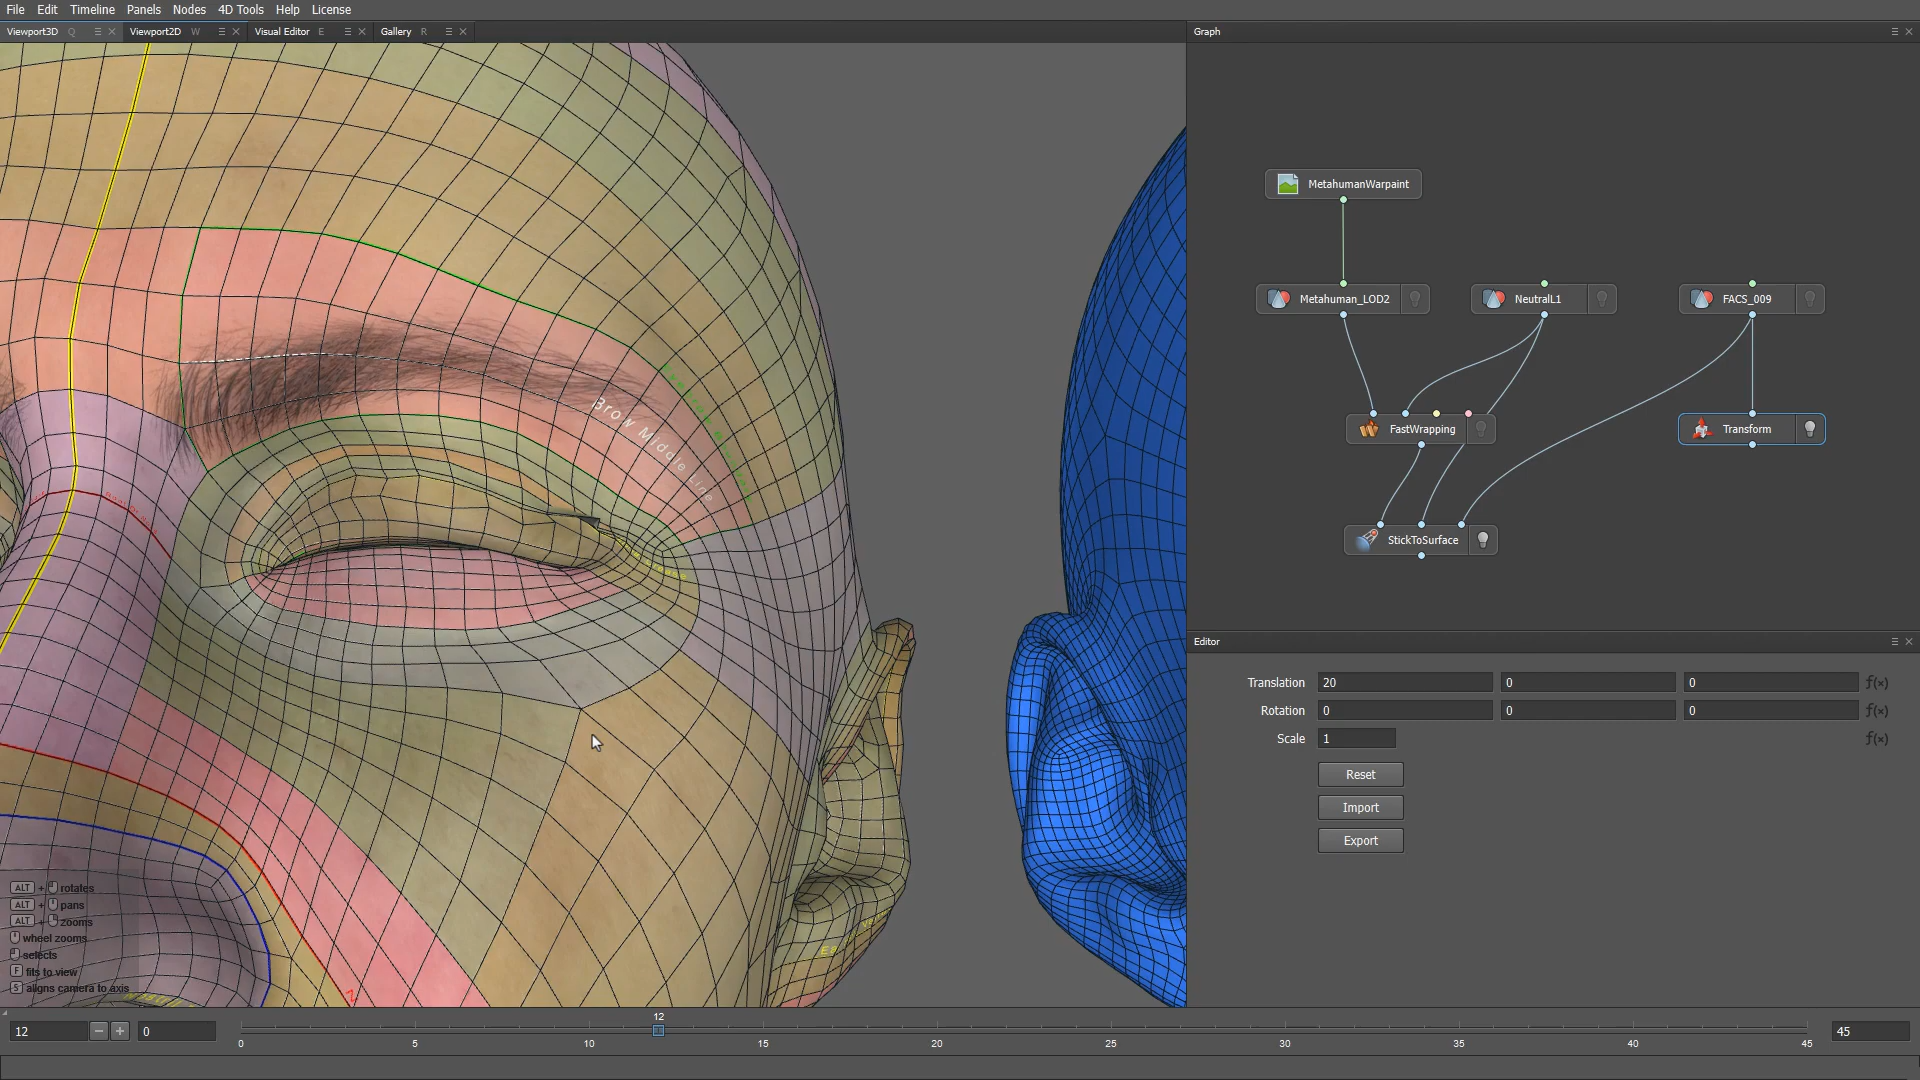 File Edit Timeline Panels Nodes 4D Tools Help License
Viewport3D Q Viewport2D W Visual Editor E Gallery R
Graph
MetahumanWarpaint
Metahuman_LOD2 NeutralL1 FACS_009
FastWrapping Transform
StickToSurface
Brow Middle Line
Editor
Translation 20 0 0 f(x)
Rotation 0 0 0 f(x)
Scale 1 f(x)
Reset
Import
Export
ALT + rotates
ALT + pans
ALT + zooms
wheel zooms
selects
F fits to view
S aligns camera to axis
12 − + 0
12
0 5 10 15 20 25 30 35 40 45
45